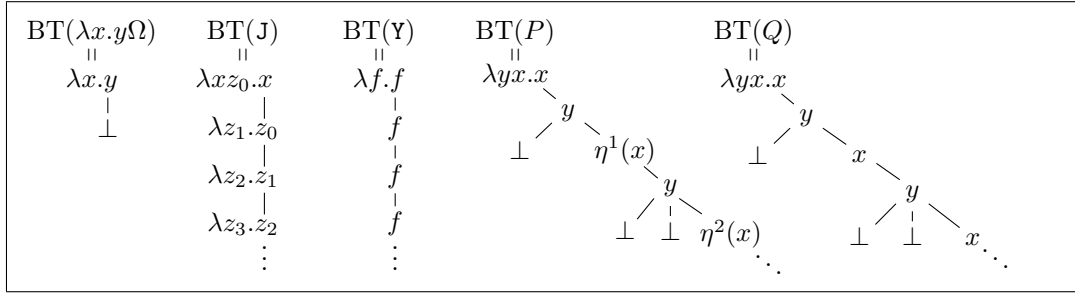 BT(λx.yΩ) BT(J) BT(Y) BT(P) BT(Q)
= = = = =
λx.y λxz₀.x λf.f λyx.x λyx.x
⊥ λz₁.z₀ f y y
λz₂.z₁ f ⊥ η¹(x) ⊥ x
λz₃.z₂ f y y
⋮ ⋮ ⊥ ⊥ η²(x) ⊥ ⊥ x
⋱ ⋱